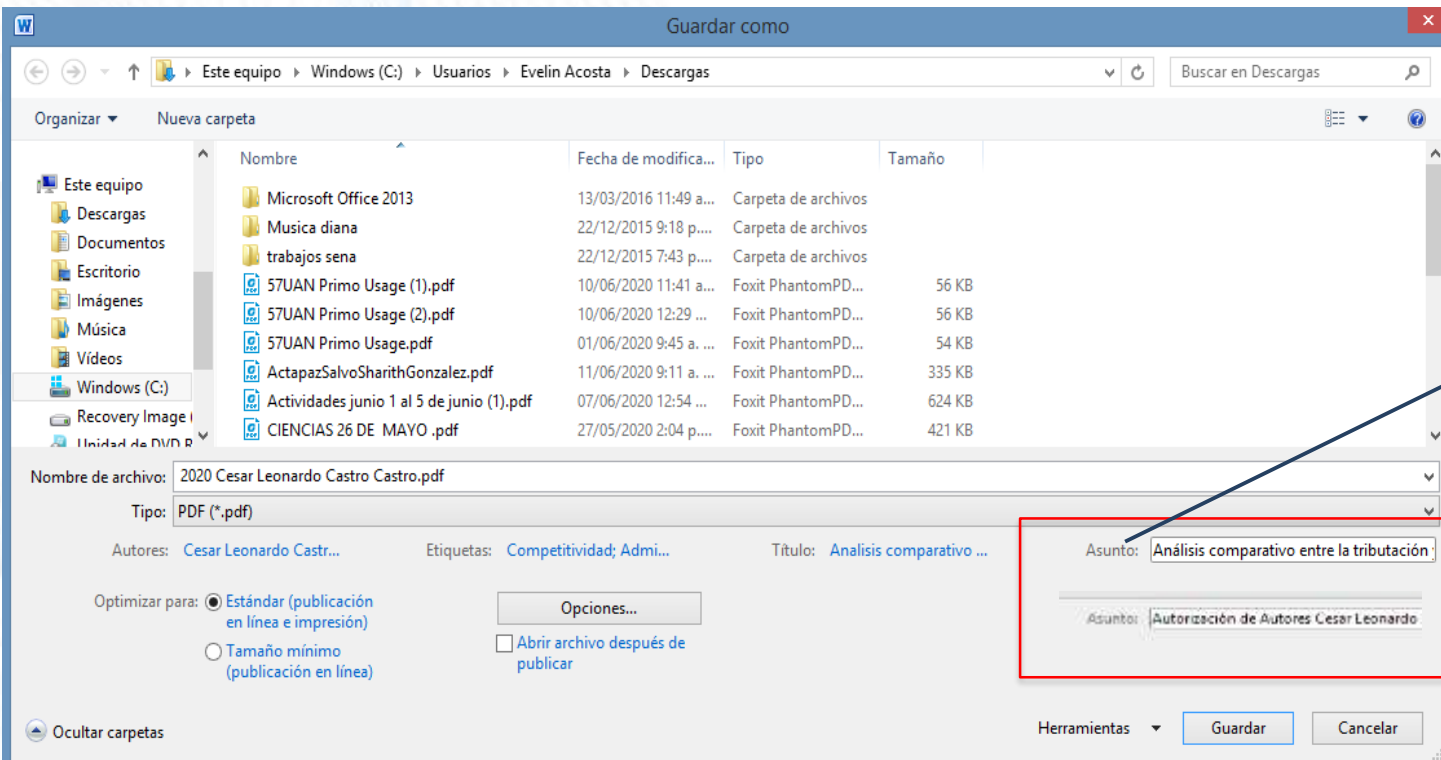 Guardar como
Este equipo Windows (C:) Usuarios Evelin Acosta Descargas
Buscar en Descargas
Organizar Nueva carpeta
Nombre Fecha de modifica... Tipo Tamaño
Este equipo
Descargas
Documentos
Escritorio
Imágenes
Música
Vídeos
Windows (C:)
Recovery Image (
Unidad de DVD R
Microsoft Office 2013 13/03/2016 11:49 a... Carpeta de archivos
Musica diana 22/12/2015 9:18 p.... Carpeta de archivos
trabajos sena 22/12/2015 7:43 p.... Carpeta de archivos
57UAN Primo Usage (1).pdf 10/06/2020 11:41 a... Foxit PhantomPD... 56 KB
57UAN Primo Usage (2).pdf 10/06/2020 12:29 ... Foxit PhantomPD... 56 KB
57UAN Primo Usage.pdf 01/06/2020 9:45 a. ... Foxit PhantomPD... 54 KB
ActapazSalvoSharithGonzalez.pdf 11/06/2020 9:11 a. ... Foxit PhantomPD... 335 KB
Actividades junio 1 al 5 de junio (1).pdf 07/06/2020 12:54 ... Foxit PhantomPD... 624 KB
CIENCIAS 26 DE MAYO .pdf 27/05/2020 2:04 p.... Foxit PhantomPD... 421 KB
Nombre de archivo: 2020 Cesar Leonardo Castro Castro.pdf
Tipo: PDF (*.pdf)
Autores: Cesar Leonardo Castr... Etiquetas: Competitividad; Admi... Título: Analisis comparativo ... Asunto: Análisis comparativo entre la tributación y
Optimizar para: Estándar (publicación
en línea e impresión)
Tamaño mínimo
(publicación en línea)
Opciones...
Abrir archivo después de
publicar
Asunto: Autorización de Autores Cesar Leonardo
Ocultar carpetas
Herramientas Guardar Cancelar